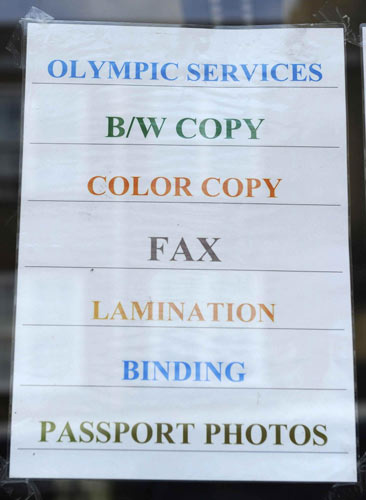 OLYMPIC SERVICES
B/W COPY
COLOR COPY
FAX
LAMINATION
BINDING
PASSPORT PHOTOS